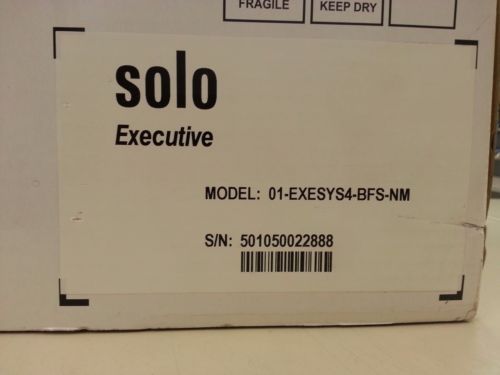 FRAGILE
KEEP DRY
solo
Executive
MODEL: 01-EXESYS4-BFS-NM
S/N: 501050022888